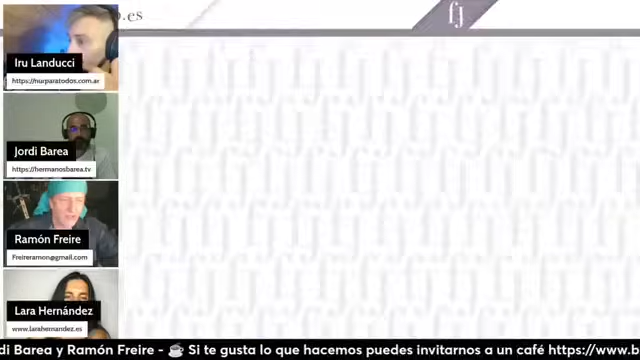 o.es
fj
Iru Landucci
https://nurparatodos.com.ar
Jordi Barea
https://hermanosbarea.tv
Ramón Freire
Freireramon@gmail.com
Lara Hernández
www.larahernandez.es
di Barea y Ramón Freire - ☕ Si te gusta lo que hacemos puedes invitarnos a un café https://www.b